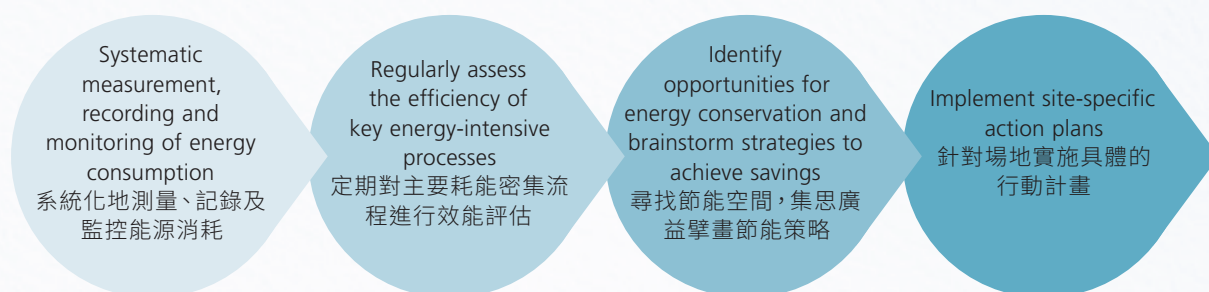 Systematic
measurement,
recording and
monitoring of energy
consumption
系統化地測量、記錄及
監控能源消耗
Regularly assess
the efficiency of
key energy-intensive
processes
定期對主要耗能密集流
程進行效能評估
Identify
opportunities for
energy conservation and
brainstorm strategies to
achieve savings
尋找節能空間，集思廣
益擘畫節能策略
Implement site-specific
action plans
針對場地實施具體的
行動計畫